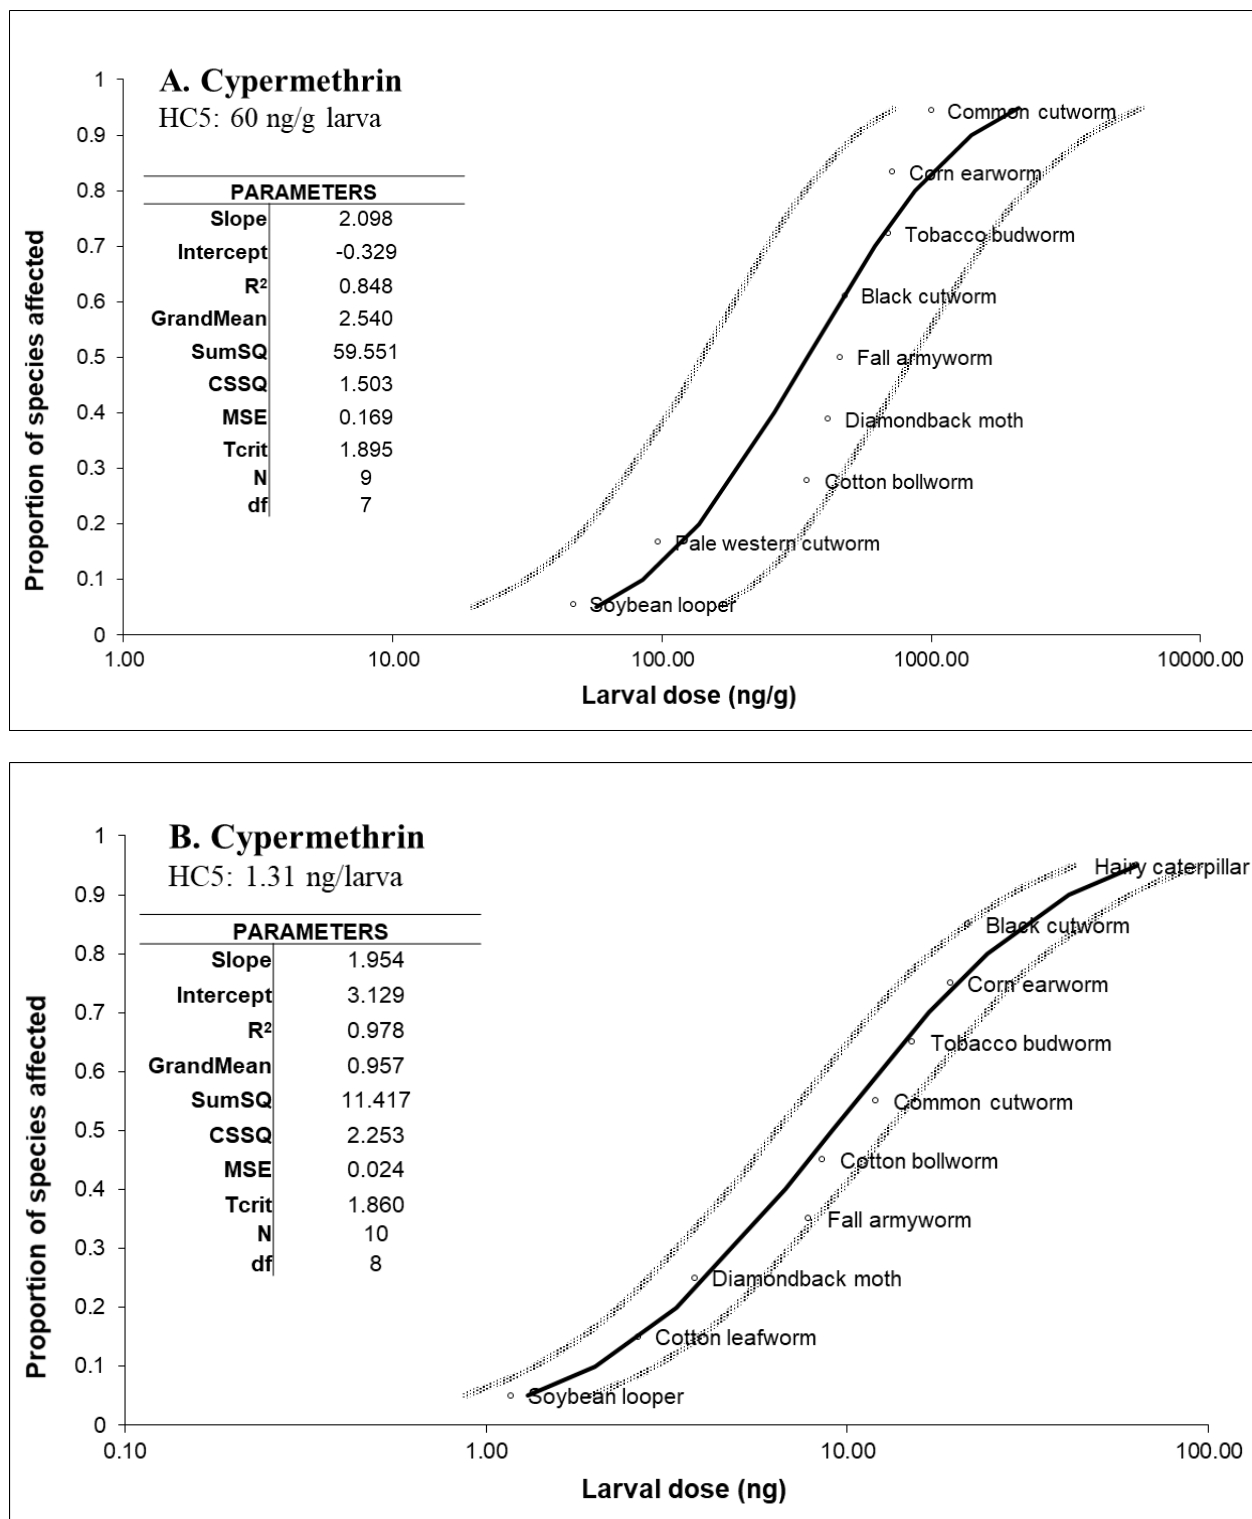 A. Cypermethrin
HC5: 60 ng/g larva
PARAMETERS
Slope 2.098
Intercept -0.329
R² 0.848
GrandMean 2.540
SumSQ 59.551
CSSQ 1.503
MSE 0.169
Tcrit 1.895
N 9
df 7
Proportion of species affected
1
0.9
0.8
0.7
0.6
0.5
0.4
0.3
0.2
0.1
0
Common cutworm
Corn earworm
Tobacco budworm
Black cutworm
Fall armyworm
Diamondback moth
Cotton bollworm
Pale western cutworm
Soybean looper
1.00 10.00 100.00 1000.00 10000.00
Larval dose (ng/g)
B. Cypermethrin
HC5: 1.31 ng/larva
PARAMETERS
Slope 1.954
Intercept 3.129
R² 0.978
GrandMean 0.957
SumSQ 11.417
CSSQ 2.253
MSE 0.024
Tcrit 1.860
N 10
df 8
Proportion of species affected
1
0.9
0.8
0.7
0.6
0.5
0.4
0.3
0.2
0.1
0
Hairy caterpillar
Black cutworm
Corn earworm
Tobacco budworm
Common cutworm
Cotton bollworm
Fall armyworm
Diamondback moth
Cotton leafworm
Soybean looper
0.10 1.00 10.00 100.00
Larval dose (ng)